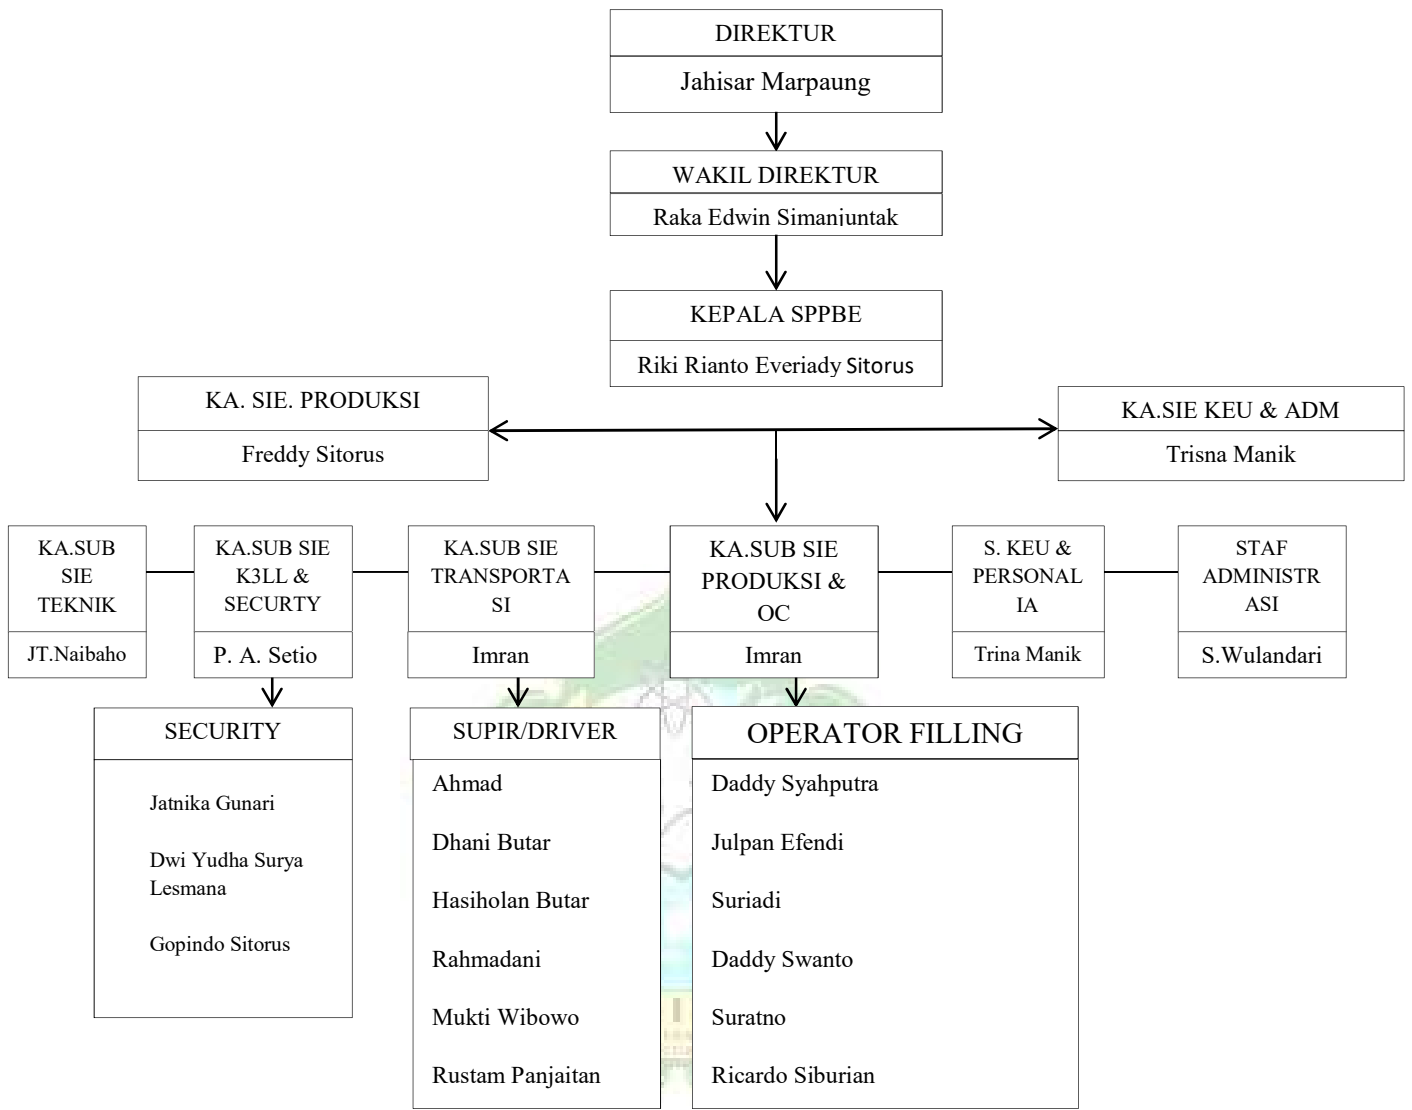 DIREKTUR
Jahisar Marpaung
WAKIL DIREKTUR
Raka Edwin Simanjuntak
KEPALA SPPBE
Riki Rianto Everiady Sitorus
KA. SIE. PRODUKSI
Freddy Sitorus
KA.SIE KEU & ADM
Trisna Manik
KA.SUB
SIE
TEKNIK
JT.Naibaho
KA.SUB SIE
K3LL &
SECURTY
P. A. Setio
KA.SUB SIE
TRANSPORTA
SI
Imran
KA.SUB SIE
PRODUKSI &
OC
Imran
S. KEU &
PERSONAL
IA
Trina Manik
STAF
ADMINISTR
ASI
S.Wulandari
SECURITY
Jatnika Gunari
Dwi Yudha Surya
Lesmana
Gopindo Sitorus
SUPIR/DRIVER
Ahmad
Dhani Butar
Hasiholan Butar
Rahmadani
Mukti Wibowo
Rustam Panjaitan
OPERATOR FILLING
Daddy Syahputra
Julpan Efendi
Suriadi
Daddy Swanto
Suratno
Ricardo Siburian